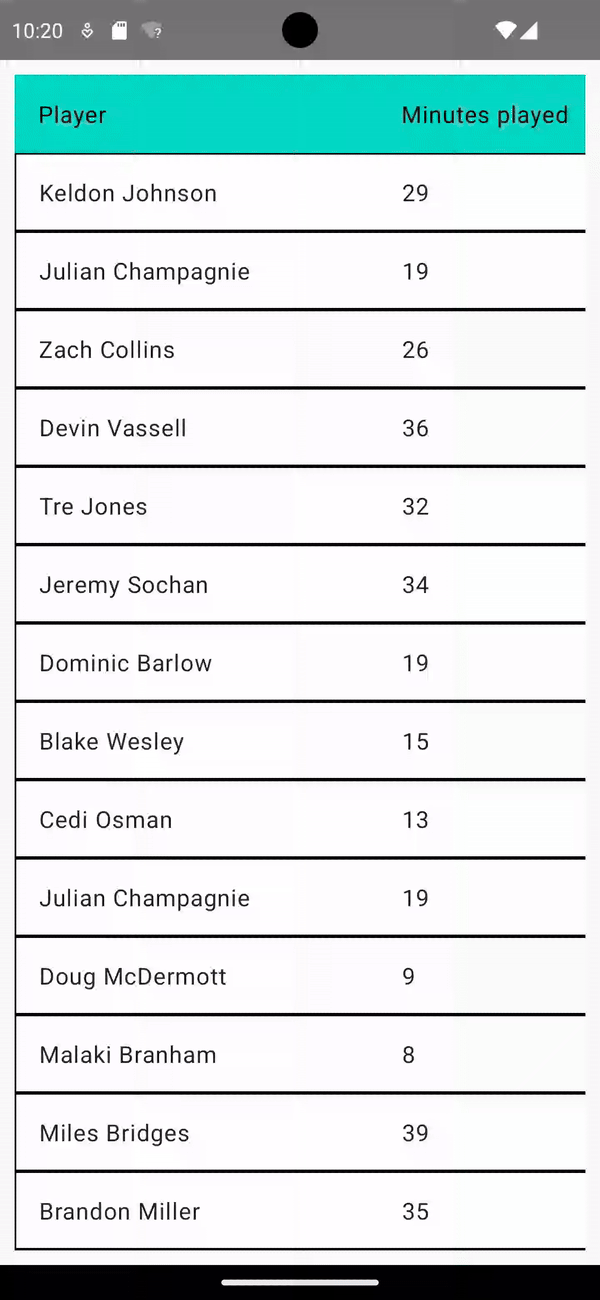 10:20
Player Minutes played
Keldon Johnson 29
Julian Champagnie 19
Zach Collins 26
Devin Vassell 36
Tre Jones 32
Jeremy Sochan 34
Dominic Barlow 19
Blake Wesley 15
Cedi Osman 13
Julian Champagnie 19
Doug McDermott 9
Malaki Branham 8
Miles Bridges 39
Brandon Miller 35